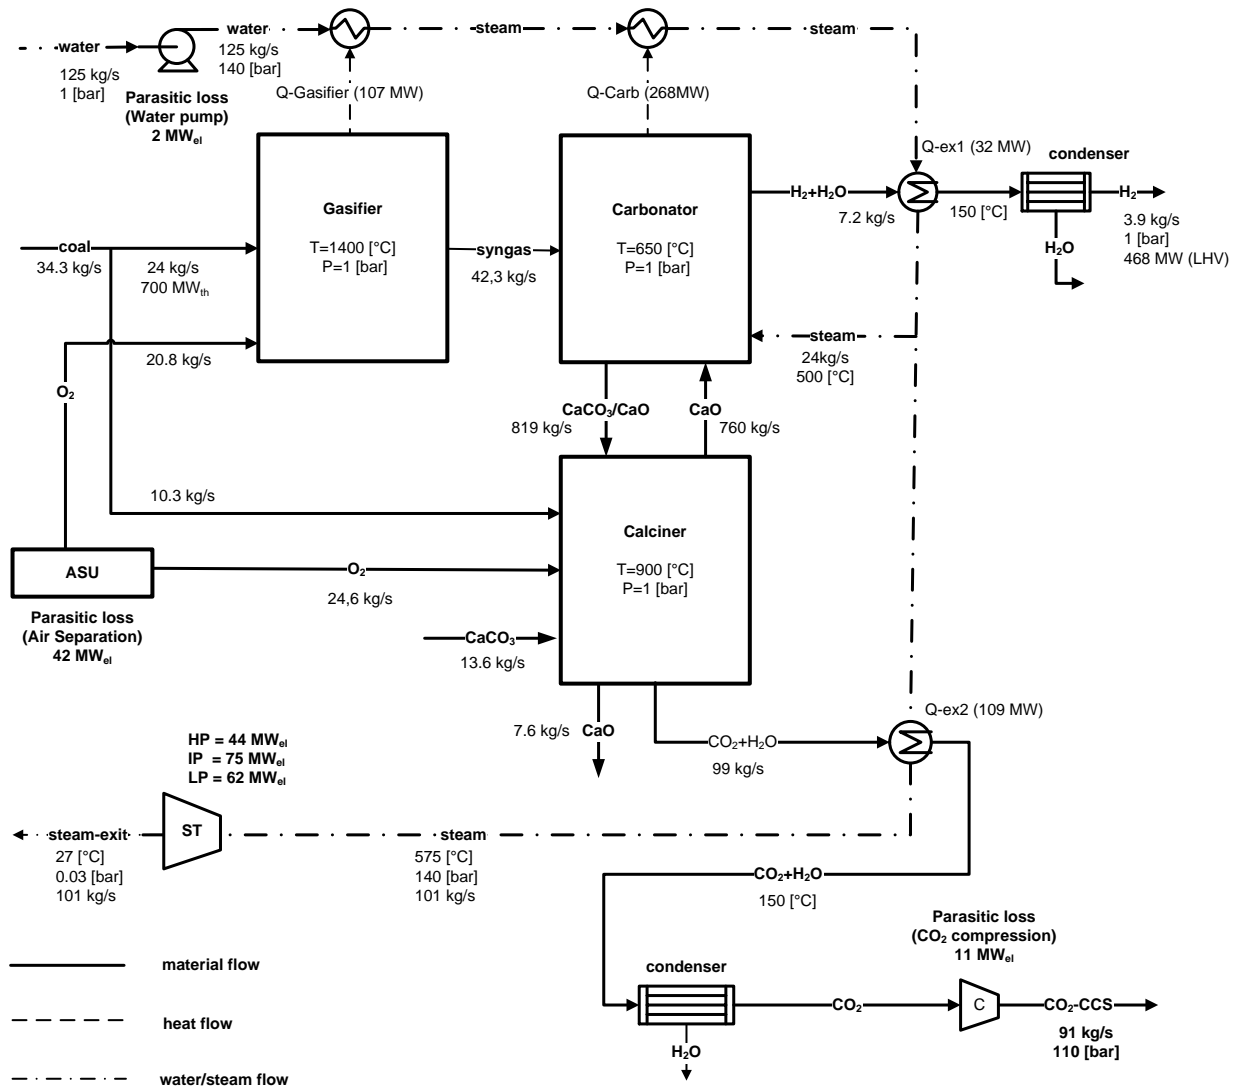 water
125 kg/s
1 [bar]
water
125 kg/s
140 [bar]
steam
steam
Parasitic loss
(Water pump)
2 MWel
Q-Gasifier (107 MW)
Q-Carb (268MW)
Q-ex1 (32 MW)
condenser
Gasifier
T=1400 [°C]
P=1 [bar]
Carbonator
T=650 [°C]
P=1 [bar]
H2+H2O
7.2 kg/s
150 [°C]
H2
3.9 kg/s
1 [bar]
468 MW (LHV)
H2O
coal
34.3 kg/s
24 kg/s
700 MWth
syngas
42,3 kg/s
20.8 kg/s
O2
steam
24kg/s
500 [°C]
CaCO3/CaO
819 kg/s
CaO
760 kg/s
10.3 kg/s
Calciner
T=900 [°C]
P=1 [bar]
ASU
O2
24,6 kg/s
Parasitic loss
(Air Separation)
42 MWel
CaCO3
13.6 kg/s
7.6 kg/s
CaO
CO2+H2O
99 kg/s
Q-ex2 (109 MW)
HP = 44 MWel
IP = 75 MWel
LP = 62 MWel
ST
steam-exit
27 [°C]
0.03 [bar]
101 kg/s
steam
575 [°C]
140 [bar]
101 kg/s
CO2+H2O
150 [°C]
Parasitic loss
(CO2 compression)
11 MWel
condenser
CO2
C
CO2-CCS
91 kg/s
110 [bar]
H2O
material flow
heat flow
water/steam flow